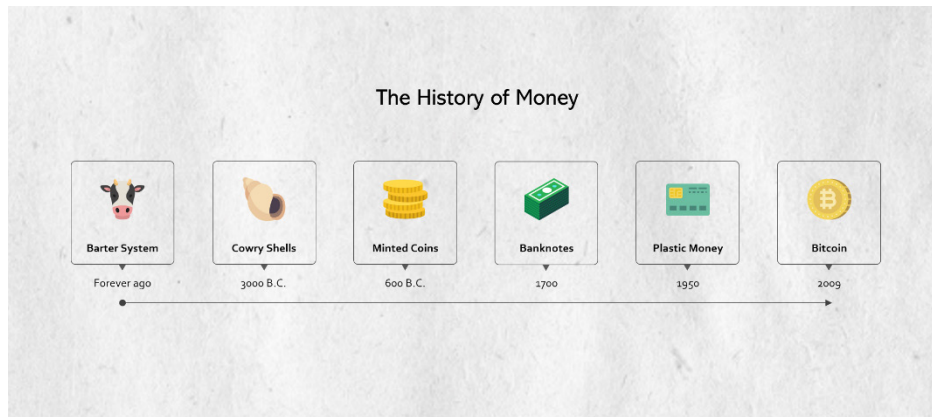 The History of Money
Barter System
Cowry Shells
Minted Coins
Banknotes
Plastic Money
Bitcoin
Forever ago
3000 B.C.
600 B.C.
1700
1950
2009